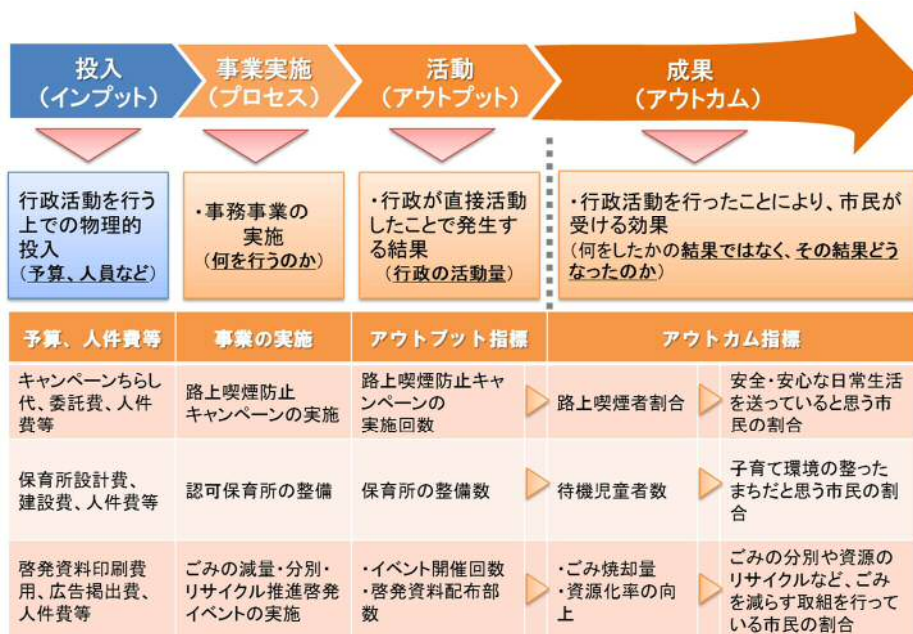 投入
（インプット）
事業実施
（プロセス）
活動
（アウトプット）
成果
（アウトカム）
行政活動を行う
上での物理的
投入
（予算、人員など）
・事務事業の
実施
（何を行うのか）
・行政が直接活動
したことで発生す
る結果
（行政の活動量）
・行政活動を行ったことにより、市民が
受ける効果
（何をしたかの結果ではなく、その結果どう
なったのか）
予算、人件費等
事業の実施
アウトプット指標
アウトカム指標
キャンペーンちらし
代、委託費、人件
費等
路上喫煙防止
キャンペーンの実施
路上喫煙防止キャ
ンペーンの
実施回数
路上喫煙者割合
安全・安心な日常生活
を送っていると思う市
民の割合
保育所設計費、
建設費、人件費等
認可保育所の整備
保育所の整備数
待機児童者数
子育て環境の整った
まちだと思う市民の割
合
啓発資料印刷費
用、広告掲出費、
人件費等
ごみの減量・分別・
リサイクル推進啓発
イベントの実施
・イベント開催回数
・啓発資料配布部
数
・ごみ焼却量
・資源化率の向
上
ごみの分別や資源の
リサイクルなど、ごみ
を減らす取組を行っ
ている市民の割合